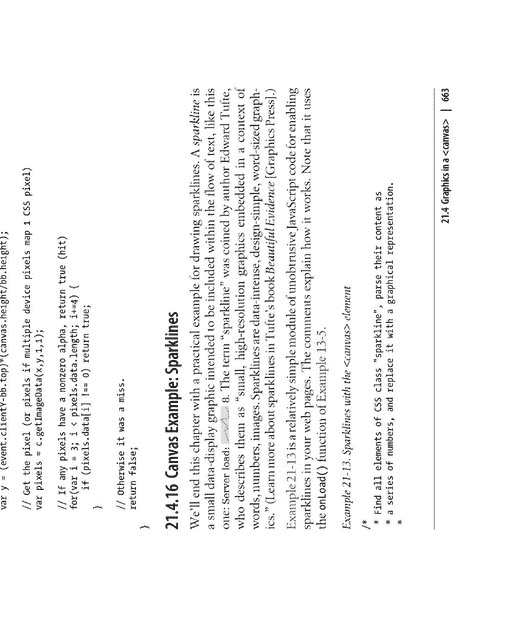 var y = (event.clientY-bb.top)*(canvas.height/bb.height);
// Get the pixel (or pixels if multiple device pixels map 1 CSS pixel)
var pixels = c.getImageData(x,y,1,1);
// If any pixels have a nonzero alpha, return true (hit)
for(var i = 3; i < pixels.data.length; i+=4) {
if (pixels.data[i] !== 0) return true;
}
// Otherwise it was a miss.
return false;
}
21.4.16 Canvas Example: Sparklines
We'll end this chapter with a practical example for drawing sparklines. A sparkline is
a small data-display graphic intended to be included within the flow of text, like this
one: Server load: 8. The term “sparkline” was coined by author Edward Tufte,
who describes them as “small, high-resolution graphics embedded in a context of
words, numbers, images. Sparklines are data-intense, design-simple, word-sized graph-
ics.” (Learn more about sparklines in Tufte's book Beautiful Evidence [Graphics Press].)
Example 21-13 is a relatively simple module of unobtrusive JavaScript code for enabling
sparklines in your web pages. The comments explain how it works. Note that it uses
the onLoad() function of Example 13-5.
Example 21-13. Sparklines with the <canvas> element
/*
* Find all elements of CSS class "sparkline", parse their content as
* a series of numbers, and replace it with a graphical representation.
*
21.4 Graphics in a <canvas> | 663